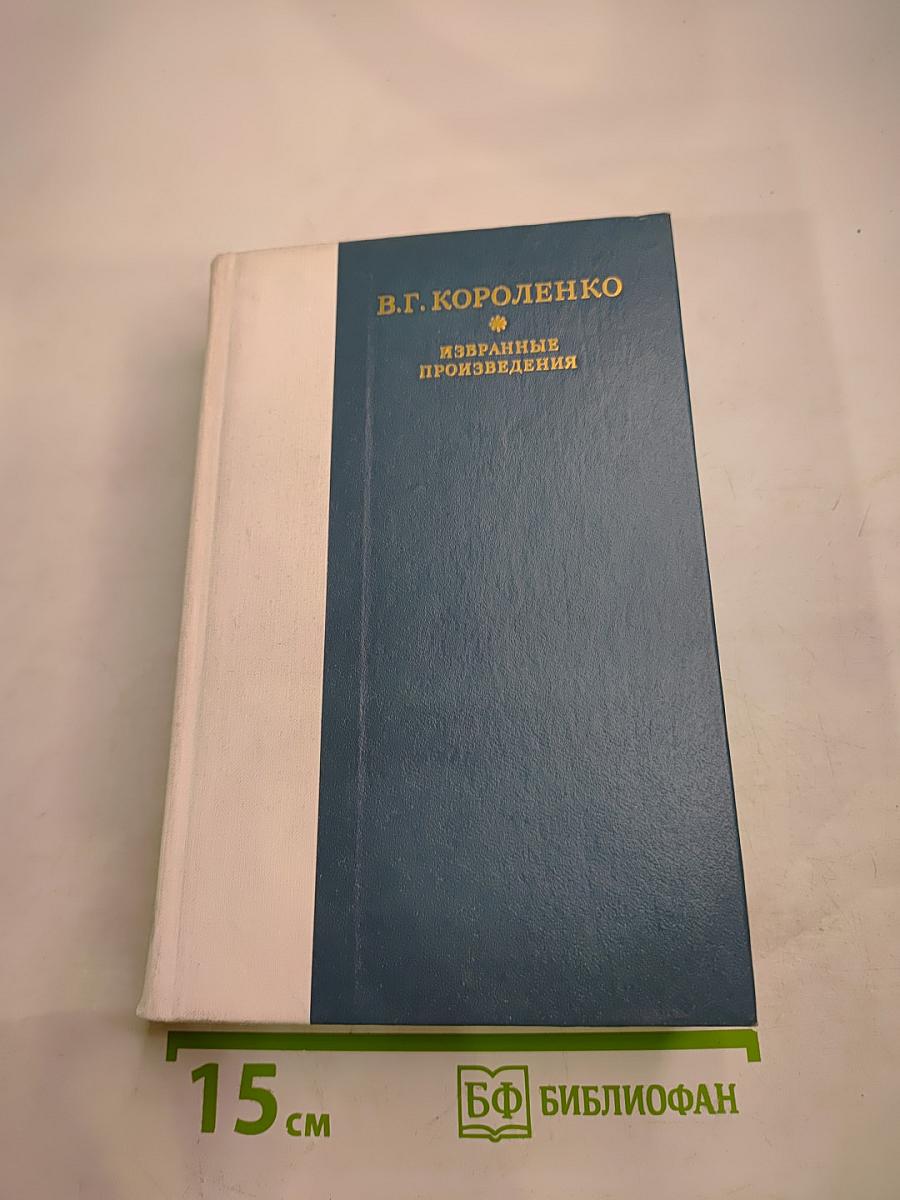 В.Г. КОРОЛЕНКО
ИЗБРАННЫЕ
ПРОИЗВЕДЕНИЯ
15 см
БФ БИБЛИОФАН